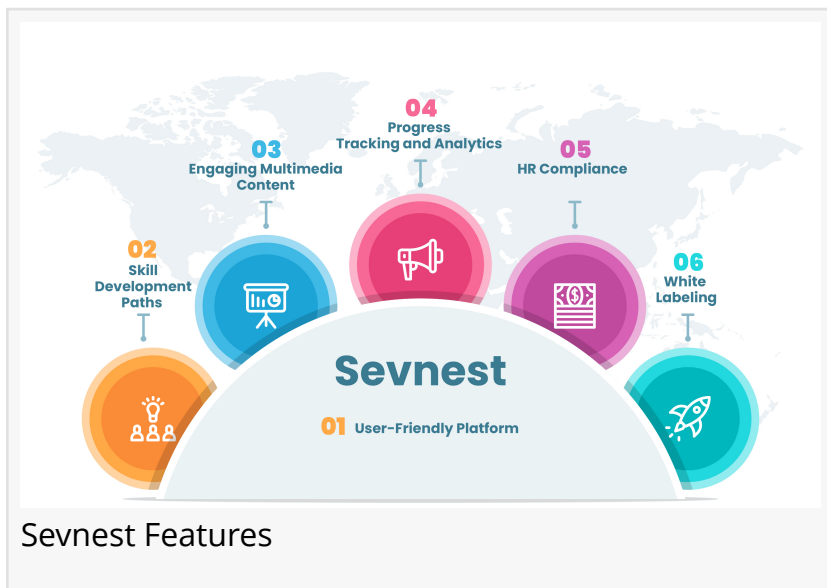 04
Progress
Tracking and Analytics
03
Engaging Multimedia
Content
05
HR Compliance
02
Skill
Development
Paths
06
White
Labeling
Sevnest
01 User-Friendly Platform
Sevnest Features